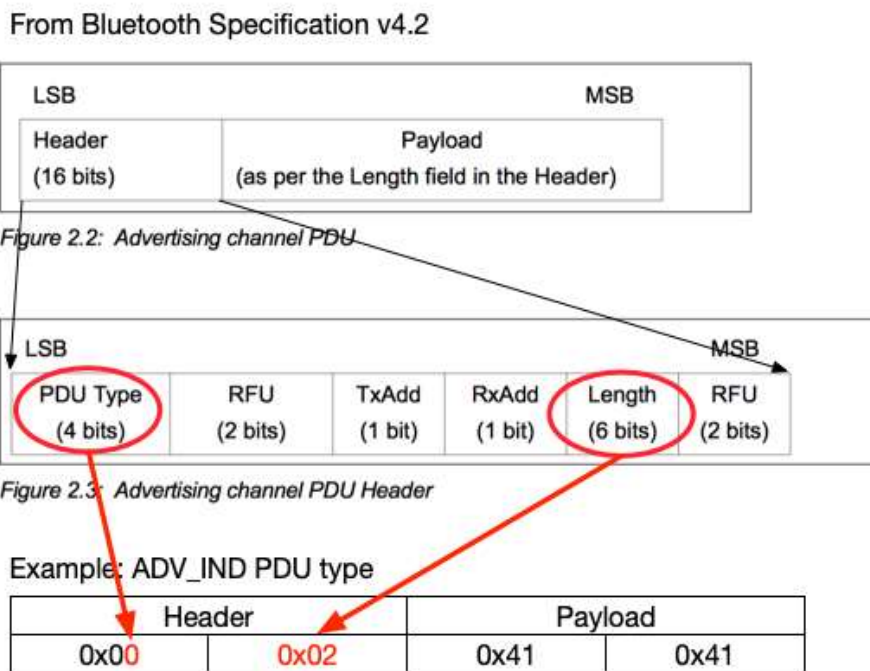 From Bluetooth Specification v4.2
LSB MSB
Header Payload
(16 bits) (as per the Length field in the Header)
Figure 2.2: Advertising channel PDU
LSB MSB
PDU Type RFU TxAdd RxAdd Length RFU
(4 bits) (2 bits) (1 bit) (1 bit) (6 bits) (2 bits)
Figure 2.3: Advertising channel PDU Header
Example: ADV_IND PDU type
Header Payload
0x00 0x02 0x41 0x41